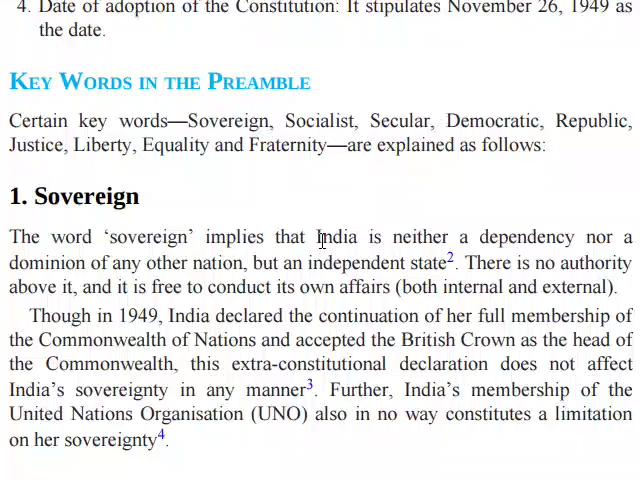 4. Date of adoption of the Constitution: It stipulates November 26, 1949 as
the date.
KEY WORDS IN THE PREAMBLE
Certain key words—Sovereign, Socialist, Secular, Democratic, Republic,
Justice, Liberty, Equality and Fraternity—are explained as follows:
1. Sovereign
The word ‘sovereign’ implies that India is neither a dependency nor a
dominion of any other nation, but an independent state2. There is no authority
above it, and it is free to conduct its own affairs (both internal and external).
Though in 1949, India declared the continuation of her full membership of
the Commonwealth of Nations and accepted the British Crown as the head of
the Commonwealth, this extra-constitutional declaration does not affect
India’s sovereignty in any manner3. Further, India’s membership of the
United Nations Organisation (UNO) also in no way constitutes a limitation
on her sovereignty4.